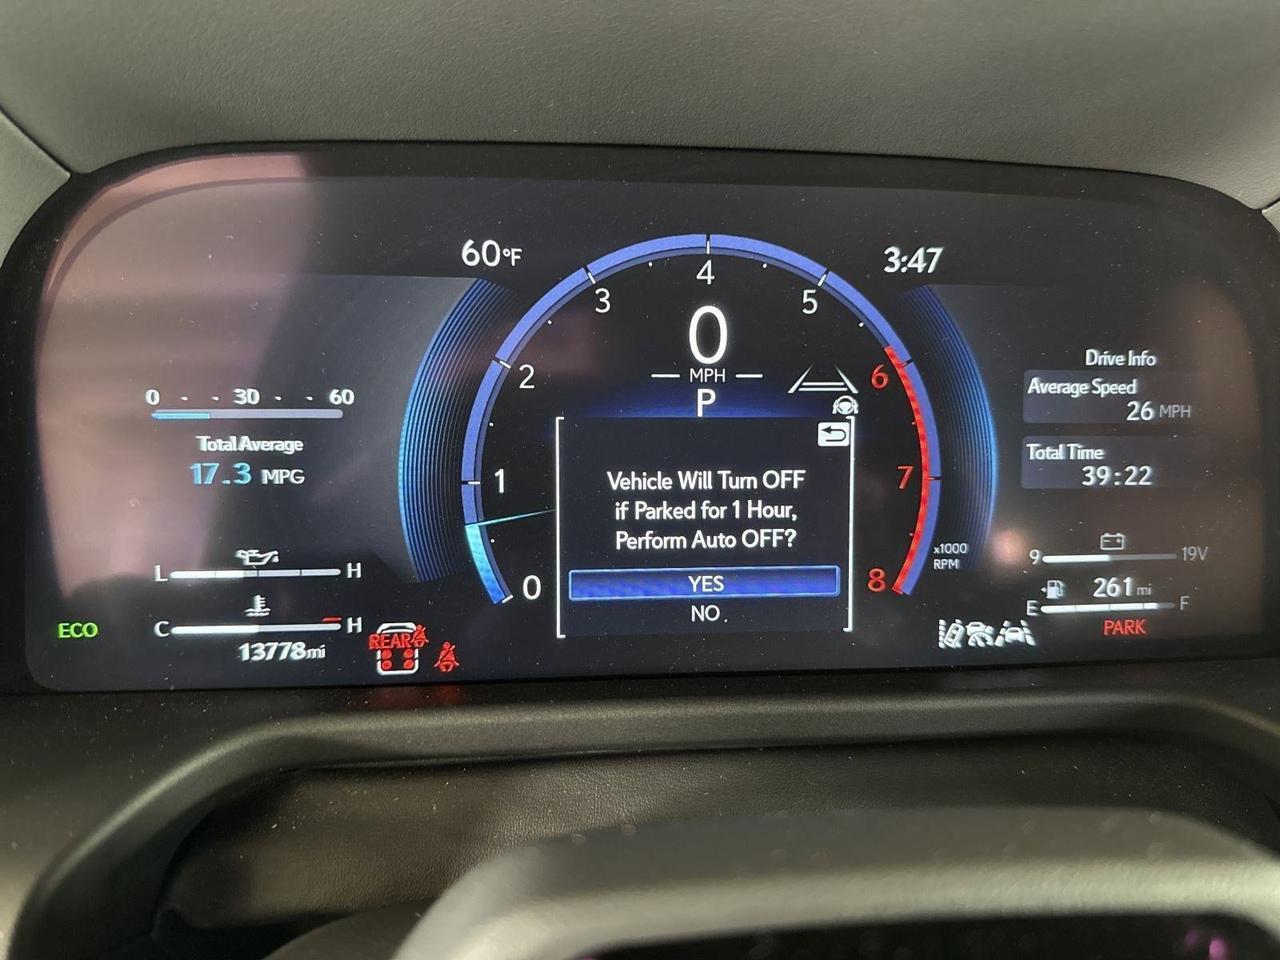 60°F
3:47
0 30 60
Total Average
17.3 MPG
L H
C H
ECO
13778mi
REAR
0
1
2
3
4
5
6
7
8
x1000
RPM
0
MPH
P
Vehicle Will Turn OFF
if Parked for 1 Hour,
Perform Auto OFF?
YES
NO
Drive Info
Average Speed
26 MPH
Total Time
39:22
9 19V
261 mi
E F
PARK